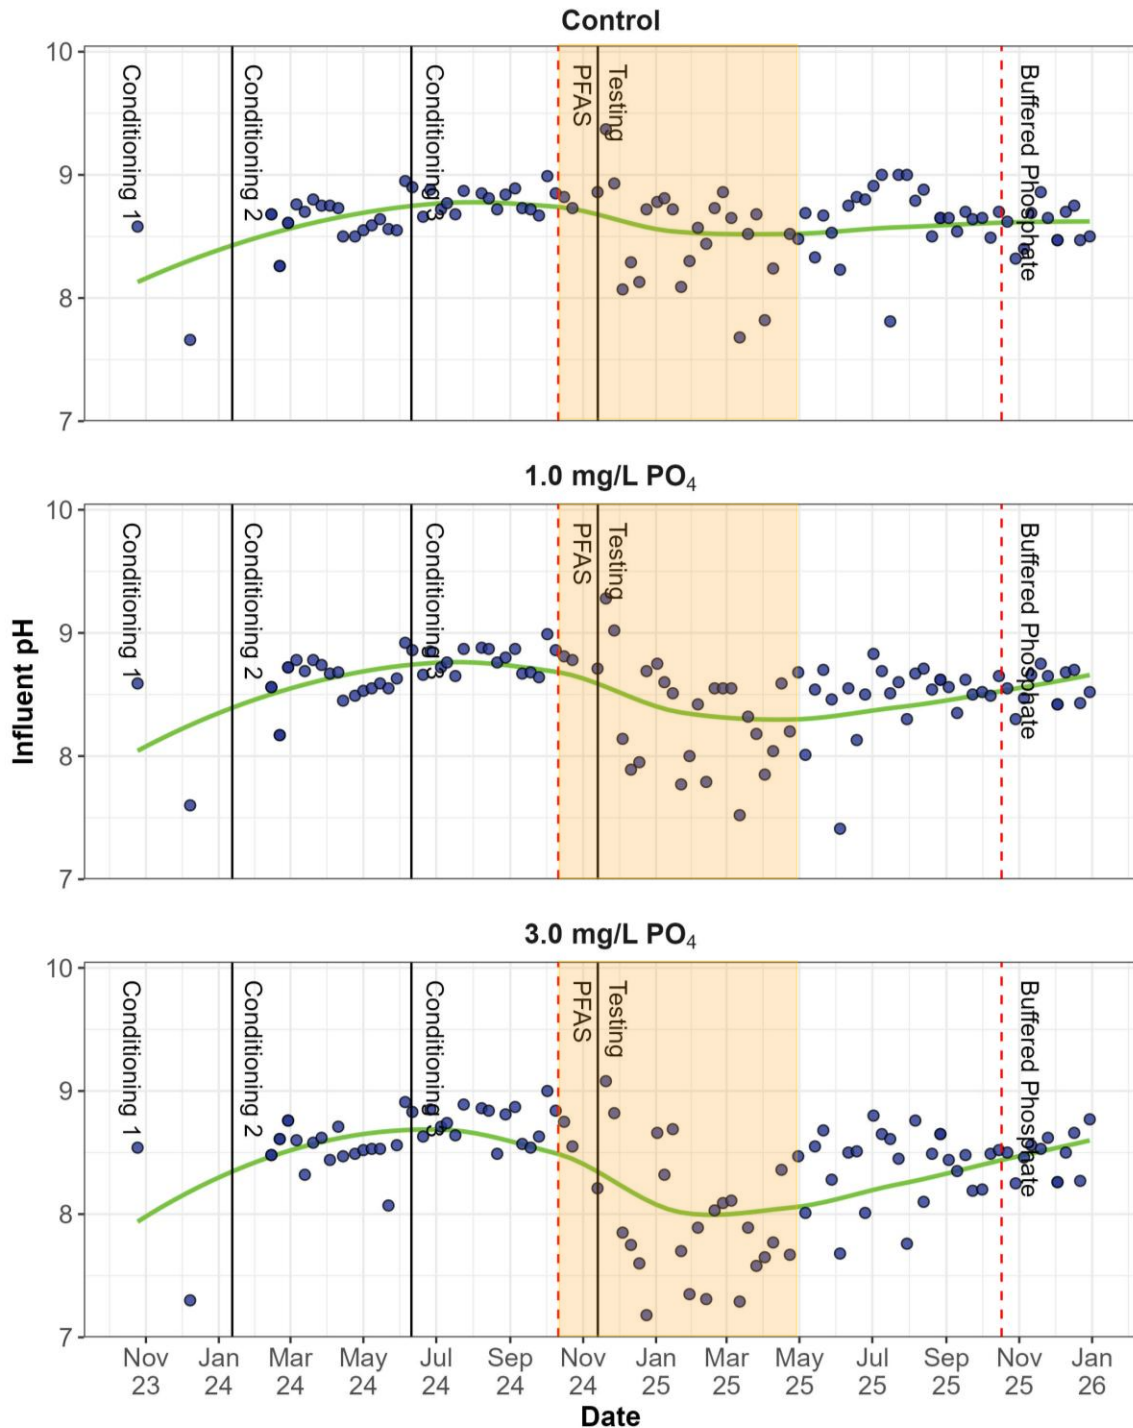 Control
10
9
8
7
Conditioning 1
Conditioning 2
Conditioning 3
PFAS
Testing
Buffered Phosphate
1.0 mg/L PO₄
10
9
8
7
Conditioning 1
Conditioning 2
Conditioning 3
PFAS
Testing
Buffered Phosphate
Influent pH
3.0 mg/L PO₄
10
9
8
7
Conditioning 1
Conditioning 2
Conditioning 3
PFAS
Testing
Buffered Phosphate
Nov Jan Mar May Jul Sep Nov Jan Mar May Jul Sep Nov Jan
23 24 24 24 24 24 24 25 25 25 25 25 25 26
Date